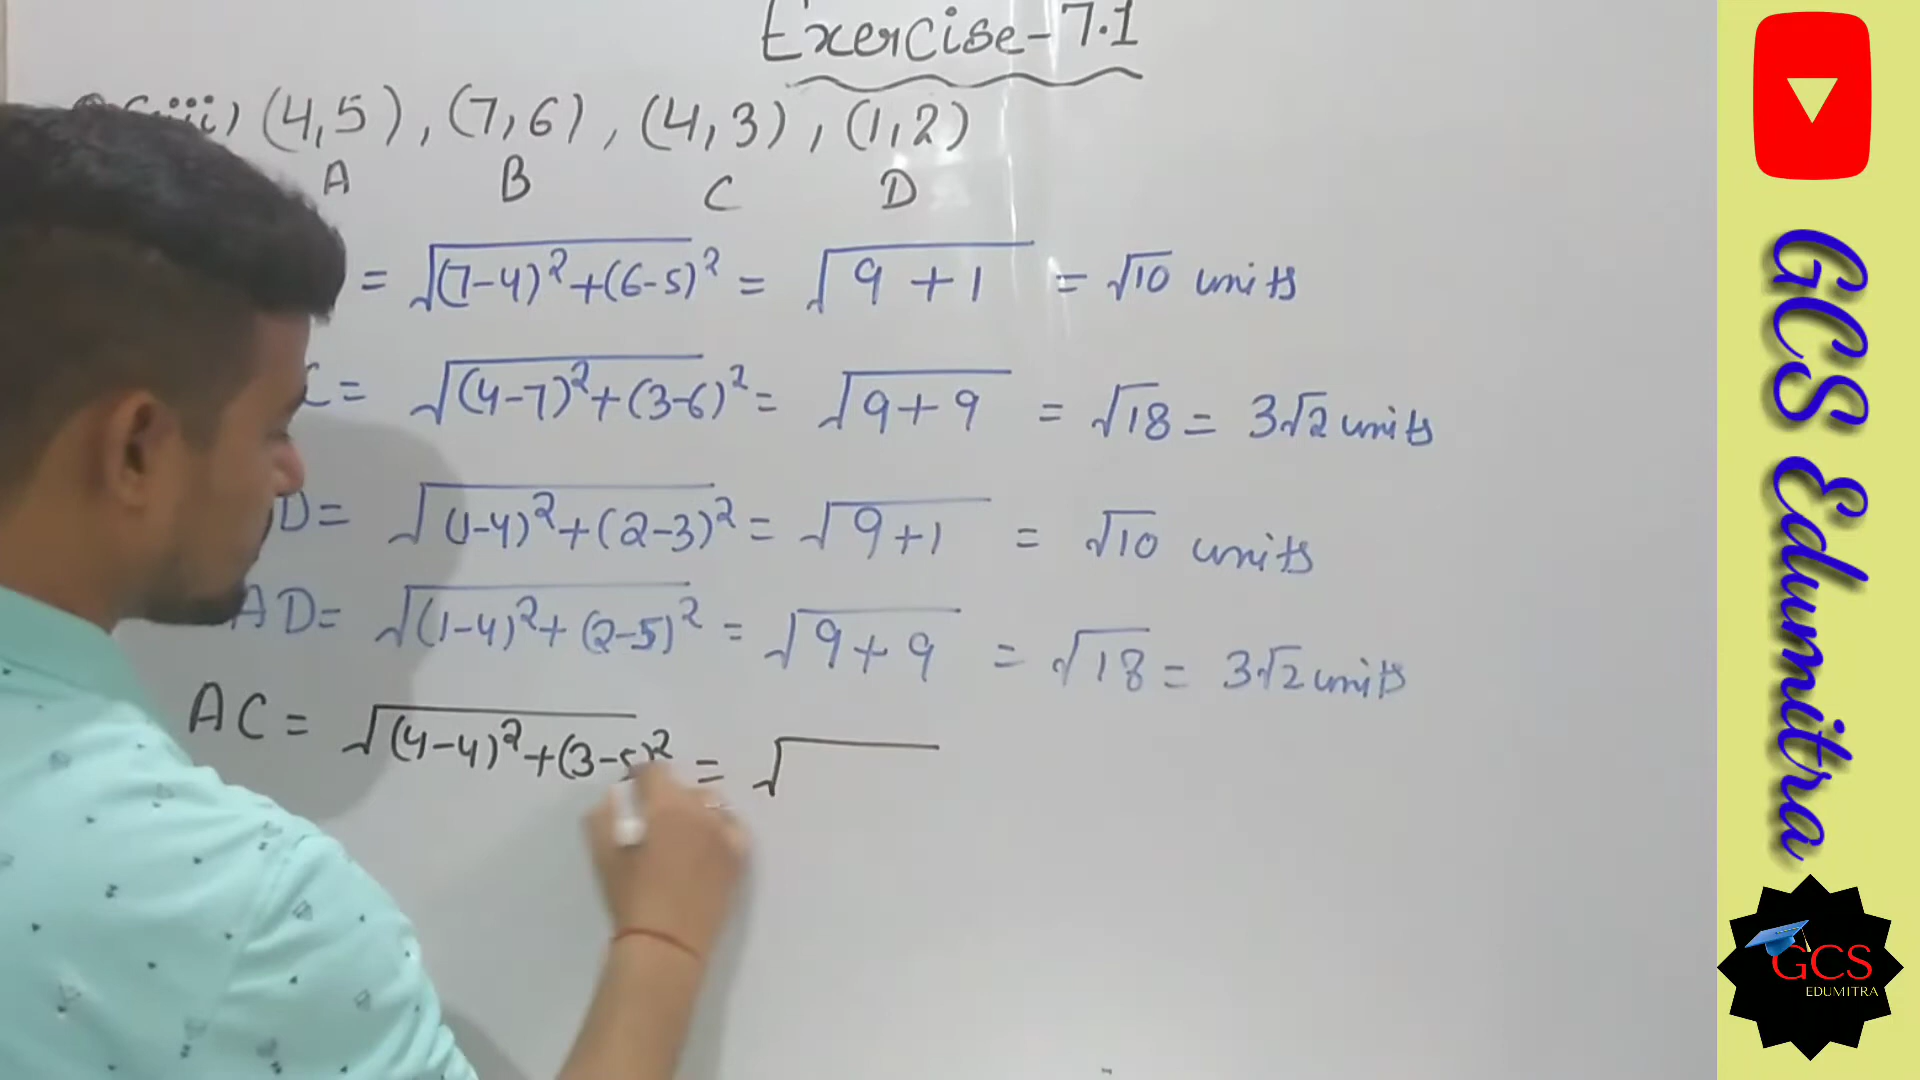 Exercise-7.1
iii) (4,5), (7,6), (4,3), (1,2)
A B C D
= √(7-4)²+(6-5)² = √9+1 = √10 units
C = √(4-7)²+(3-6)² = √9+9 = √18 = 3√2 units
D = √(1-4)²+(2-3)² = √9+1 = √10 units
AD = √(1-4)²+(2-5)² = √9+9 = √18 = 3√2 units
AC = √(4-4)²+(3-5)² = √
GCS Edumitra
GCS
EDUMITRA